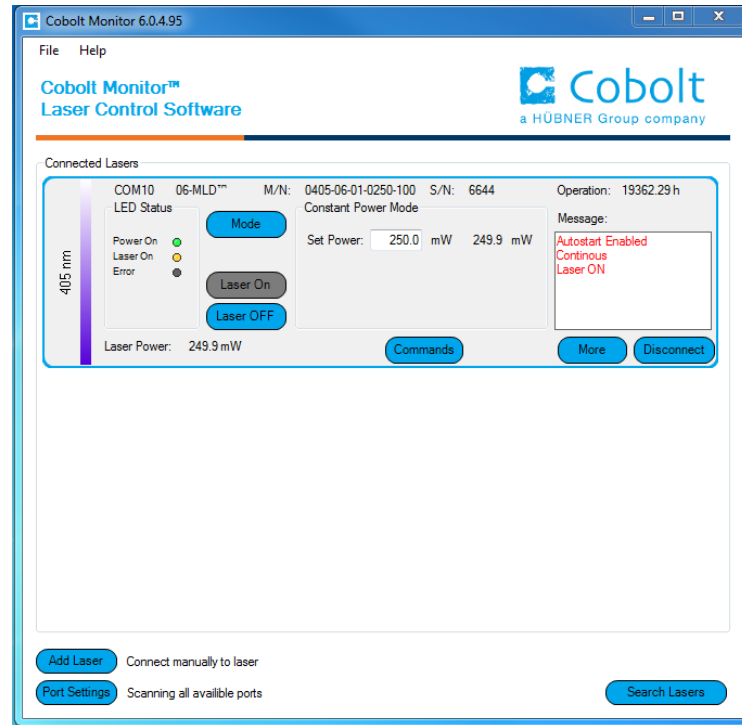 Cobolt Monitor 6.0.4.95
File Help
Cobolt Monitor™
Laser Control Software
Cobolt
a HÜBNER Group company
Connected Lasers
COM10 06-MLD™ M/N: 0405-06-01-0250-100 S/N: 6644 Operation: 19362.29 h
405 nm
LED Status
Power On
Laser On
Error
Mode
Laser On
Laser OFF
Constant Power Mode
Set Power: 250.0 mW 249.9 mW
Message:
Autostart Enabled
Continous
Laser ON
Laser Power: 249.9 mW
Commands
More
Disconnect
Add Laser Connect manually to laser
Port Settings Scanning all availible ports
Search Lasers